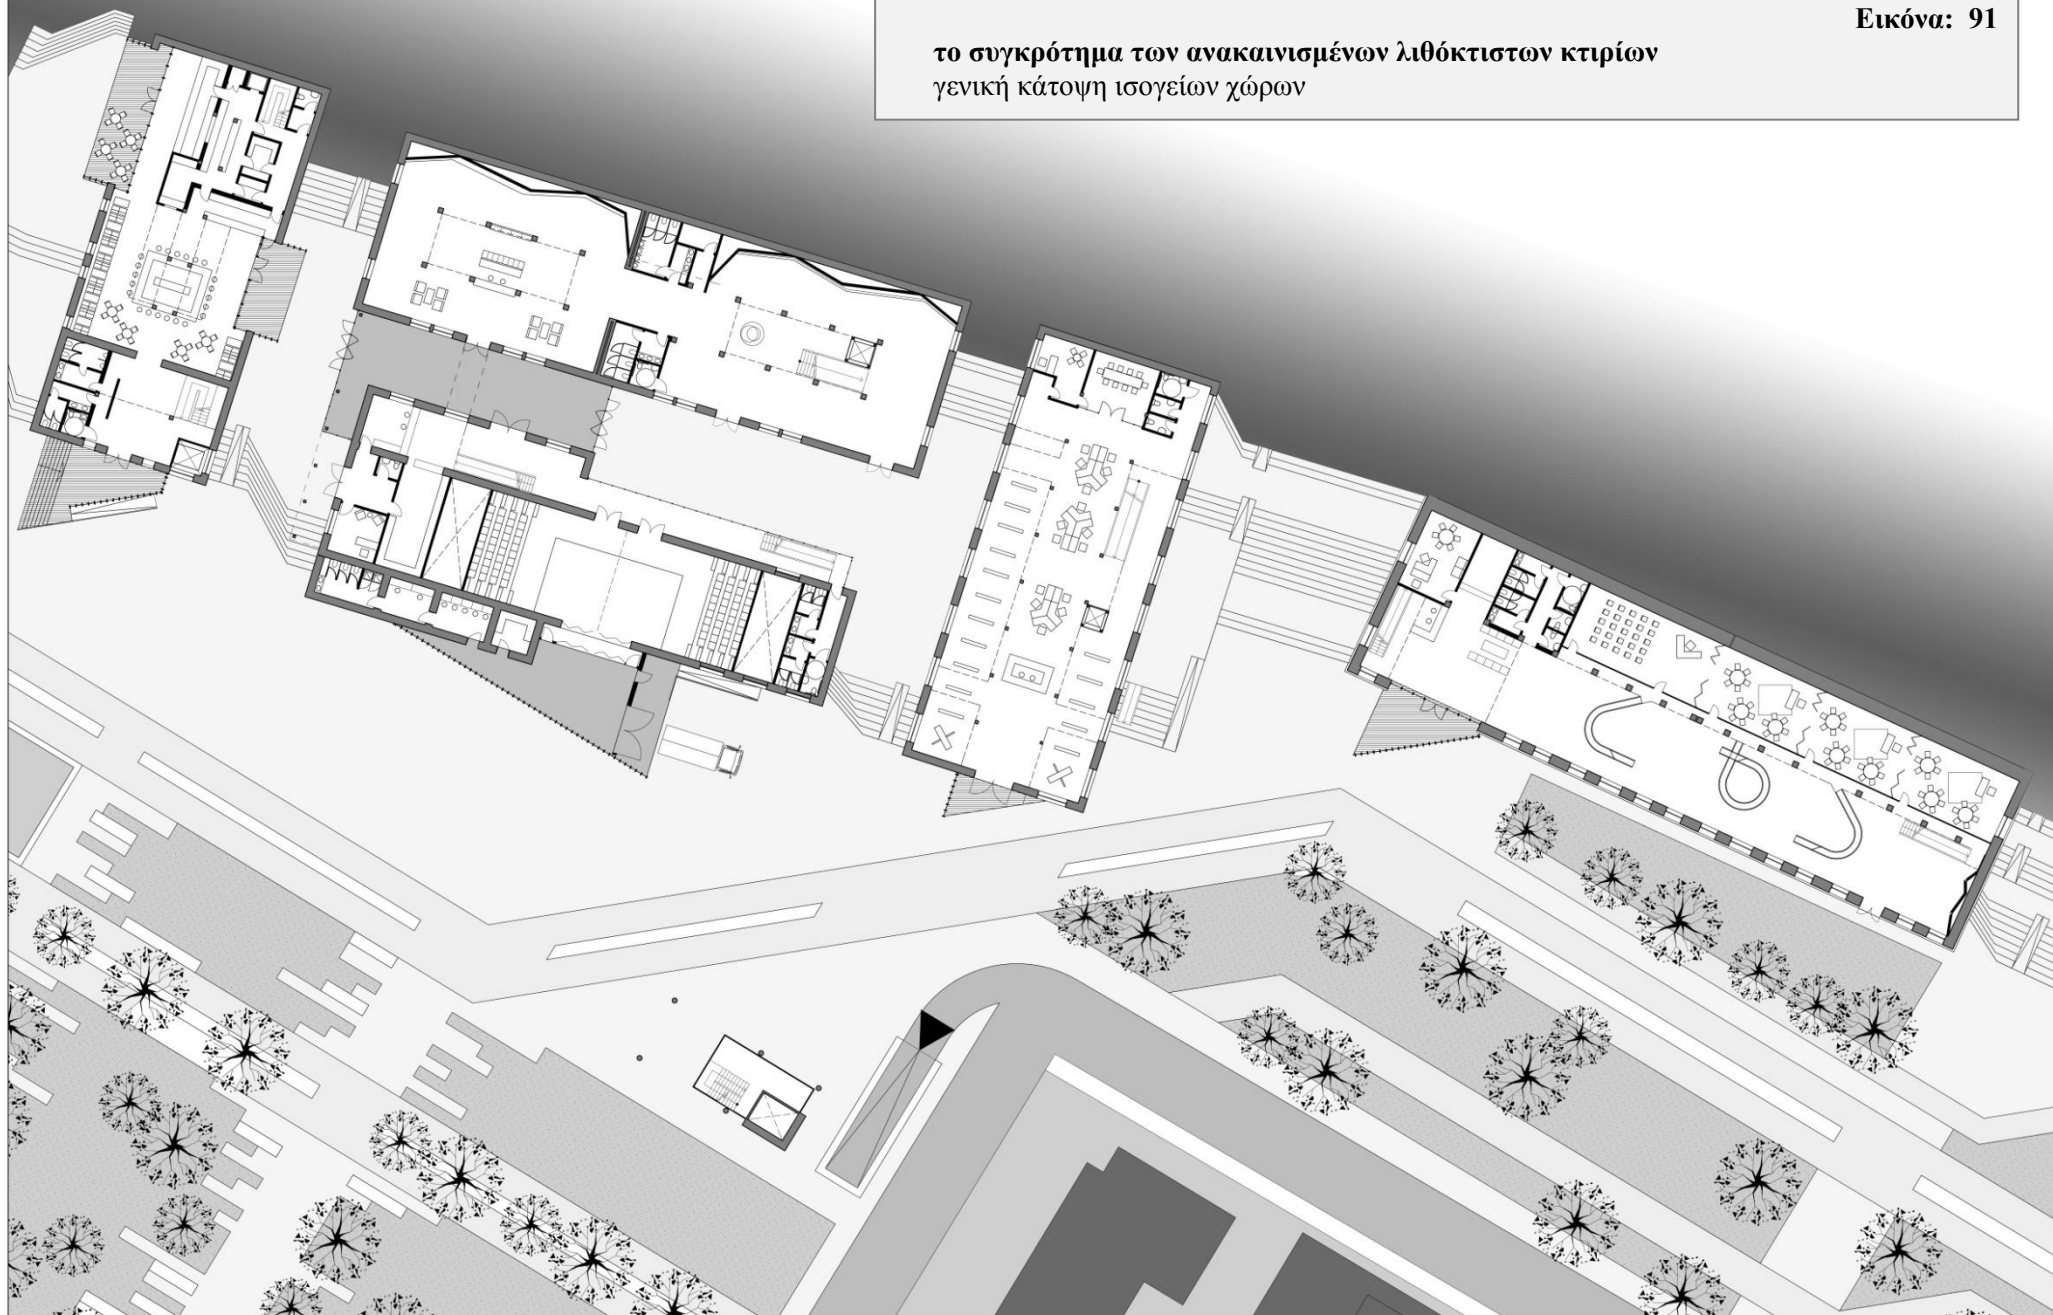 Εικόνα: 91
το συγκρότημα των ανακαινισμένων λιθόκτιστων κτιρίων
γενική κάτοψη ισογείων χώρων